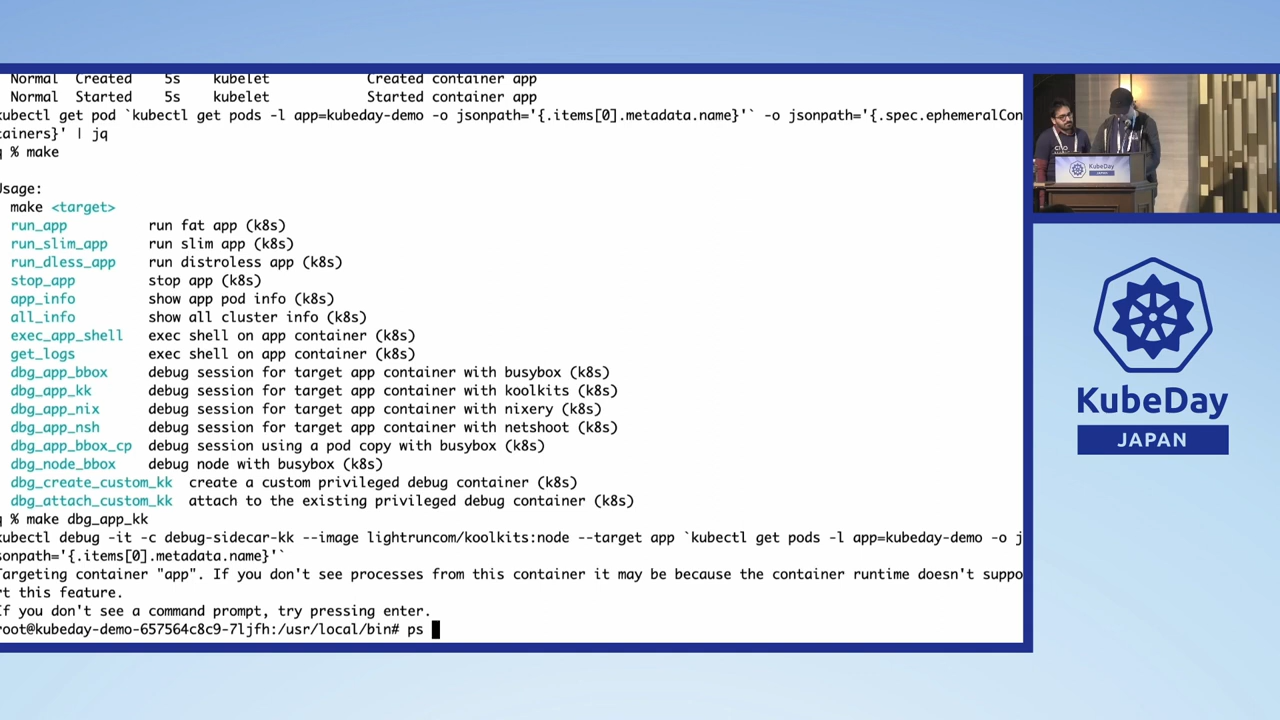 Normal  Created    5s    kubelet            Created container app
Normal  Started    5s    kubelet            Started container app
kubectl get pod `kubectl get pods -l app=kubeday-demo -o jsonpath='{.items[0].metadata.name}'` -o jsonpath='{.spec.ephemeralCon
tainers}' | jq
q % make
Usage:
make <target>
run_app          run fat app (k8s)
run_slim_app     run slim app (k8s)
run_dless_app    run distroless app (k8s)
stop_app         stop app (k8s)
app_info         show app pod info (k8s)
all_info         show all cluster info (k8s)
exec_app_shell   exec shell on app container (k8s)
get_logs         exec shell on app container (k8s)
dbg_app_bbox     debug session for target app container with busybox (k8s)
dbg_app_kk       debug session for target app container with koolkits (k8s)
dbg_app_nix      debug session for target app container with nixery (k8s)
dbg_app_nsh      debug session for target app container with netshoot (k8s)
dbg_app_bbox_cp  debug session using a pod copy with busybox (k8s)
dbg_node_bbox    debug node with busybox (k8s)
dbg_create_custom_kk  create a custom privileged debug container (k8s)
dbg_attach_custom_kk  attach to the existing privileged debug container (k8s)
q % make dbg_app_kk
kubectl debug -it -c debug-sidecar-kk --image lightruncom/koolkits:node --target app `kubectl get pods -l app=kubeday-demo -o j
sonpath='{.items[0].metadata.name}'`
Targeting container "app". If you don't see processes from this container it may be because the container runtime doesn't suppo
rt this feature.
If you don't see a command prompt, try pressing enter.
root@kubeday-demo-657564c8c9-7ljfh:/usr/local/bin# ps
KubeDay
JAPAN
KubeDay
JAPAN